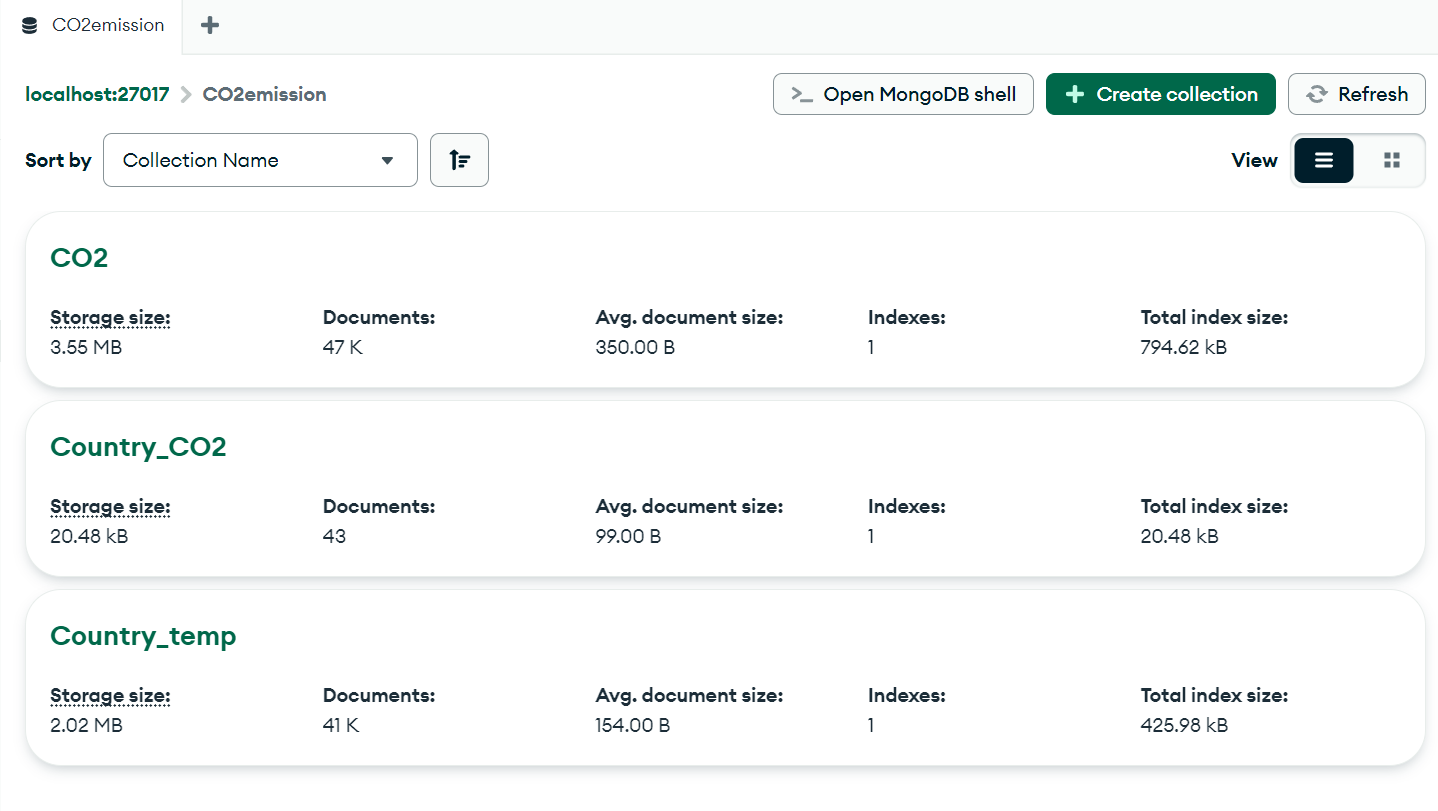 CO2emission
localhost:27017 CO2emission
Open MongoDB shell
Create collection
Refresh
Sort by
Collection Name
View
CO2
Storage size: Documents: Avg. document size: Indexes: Total index size:
3.55 MB 47 K 350.00 B 1 794.62 kB
Country_CO2
Storage size: Documents: Avg. document size: Indexes: Total index size:
20.48 kB 43 99.00 B 1 20.48 kB
Country_temp
Storage size: Documents: Avg. document size: Indexes: Total index size:
2.02 MB 41 K 154.00 B 1 425.98 kB